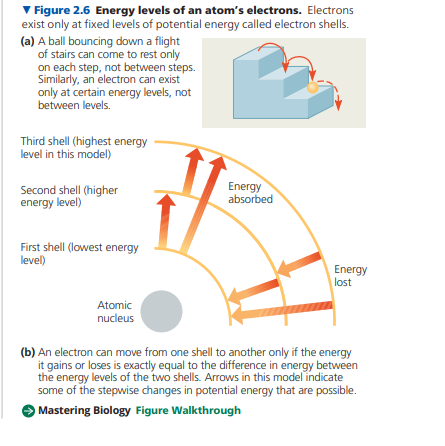 ▼ Figure 2.6 Energy levels of an atom's electrons. Electrons
exist only at fixed levels of potential energy called electron shells.
(a) A ball bouncing down a flight
of stairs can come to rest only
on each step, not between steps.
Similarly, an electron can exist
only at certain energy levels, not
between levels.
Third shell (highest energy
level in this model)
Second shell (higher
energy level)
Energy
absorbed
First shell (lowest energy
level)
Energy
lost
Atomic
nucleus
(b) An electron can move from one shell to another only if the energy
it gains or loses is exactly equal to the difference in energy between
the energy levels of the two shells. Arrows in this model indicate
some of the stepwise changes in potential energy that are possible.
Mastering Biology Figure Walkthrough